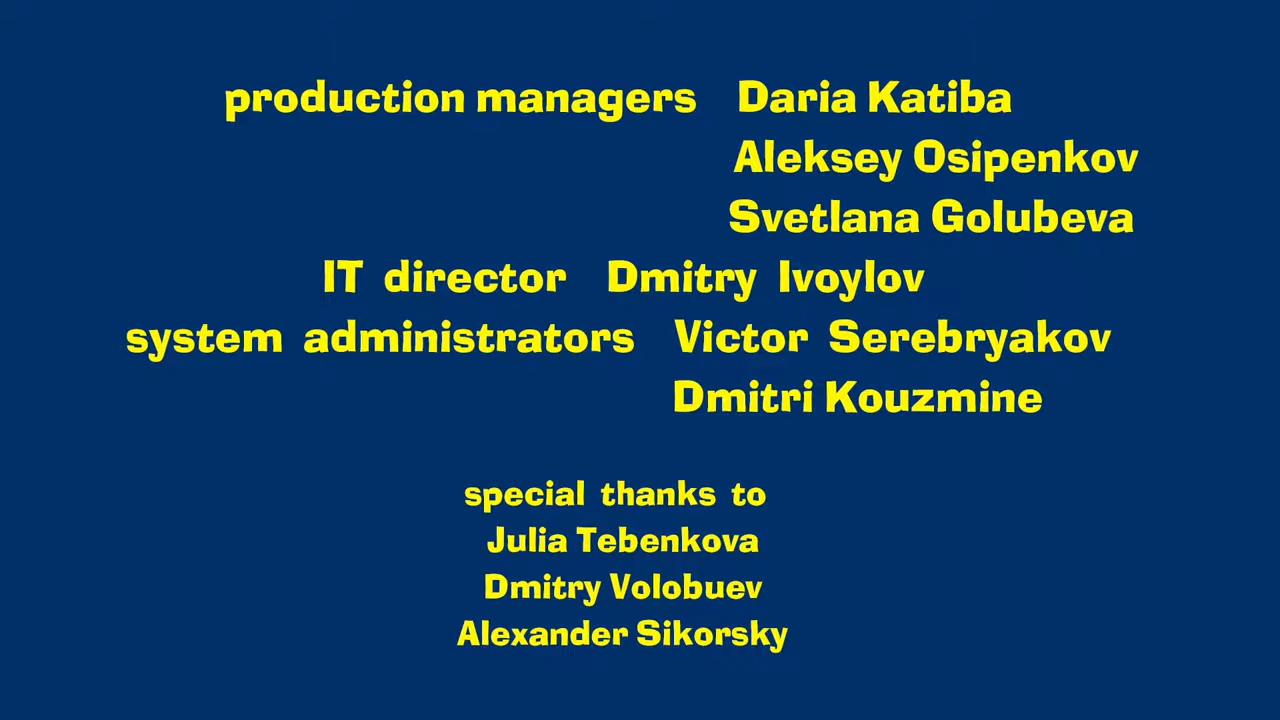 production managers Daria Katiba
Aleksey Osipenkov
Svetlana Golubeva
IT director Dmitry Ivoylov
system administrators Victor Serebryakov
Dmitri Kouzmine
special thanks to
Julia Tebenkova
Dmitry Volobuev
Alexander Sikorsky